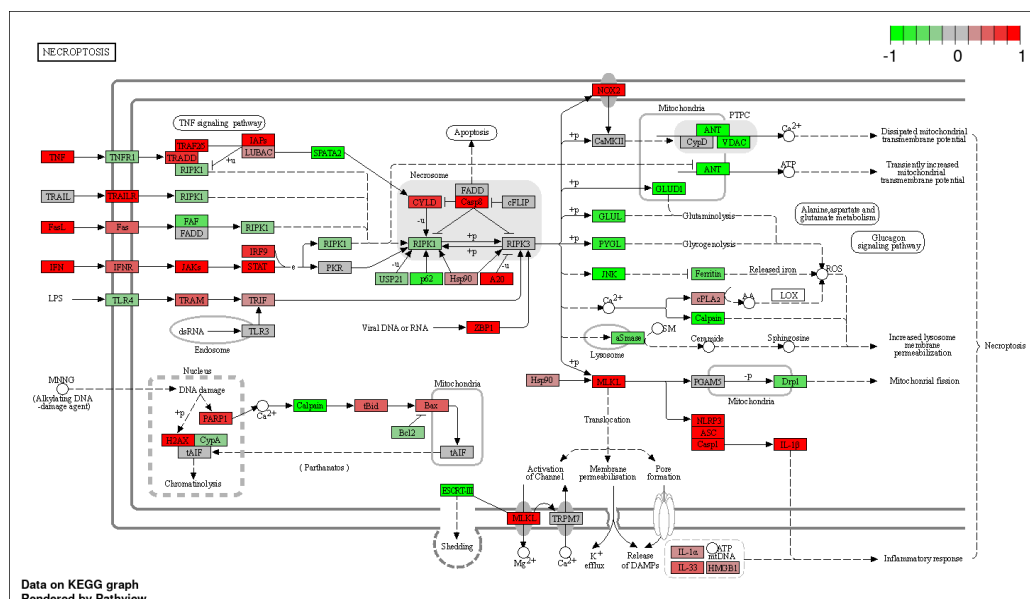 NECROPTOSIS
-1 0 1
TNF signaling pathway
TNF
TNFR1
TRADD
RIPK1
IAPs
LUBAC
+u
SPATA2
Apoptosis
TRAIL
TRAILR
RIPK1
FasL
Fas
FAF
FADD
RIPK1
IFN
IFNR
JAKs
IRF9
STAT
e
RIPK1
PKR
LPS
TLR4
TRAM
TRIF
dsRNA
TLR3
Endosome
Viral DNA or RNA
ZBP1
Necrosome
FADD
CYLD
Casp8
cFLIP
-u
+p
RIPK1
RIPK3
+p
USP21
p62
Hsp90
A20
-u
NOX2
+p
CaMKII
Mitochondria
PTPC
ANT
CypD
VDAC
Ca2+
Dissipated mitochondrial
transmembrane potential
ANT
ATP
Transiently increased
mitochondrial
transmembrane potential
+p
GLUD1
+p
GLUL
Glutaminolysis
Alanine,aspartate and
glutamate metabolism
+p
PYGL
Glycogenolysis
Glucagon
signaling pathway
JNK
Ferritin
Released iron
ROS
Ca2+
cPLA2
AA
LOX
Calpain
aSmase
SM
Lysosome
Ceramide
Sphingosine
Increased lysosome
membrane
permeabilization
Necroptosis
+p
Hsp90
MLKL
PGAM5
-p
Drp1
Mitochondria
Mitochonrial fission
MNNG
(Alkylating DNA
-damage agent)
Nucleus
DNA damage
+p
PARP1
H2AX
CypA
tAIF
Chromatinolysis
Ca2+
Calpain
tBid
Bax
Bcl2
Mitochondria
tAIF
( Parthanatos )
Translocation
NLRP3
ASC
Casp1
IL-1β
Activation
of Channel
Membrane
permeabilisation
Pore
formation
ESCRT-III
MLKL
TRPM7
Shedding
Mg2+
Ca2+
K+
efflux
Release
of DAMPs
IL-1α
ATP
mtDNA
IL-33
HMGB1
Inflammatory response
Data on KEGG graph
Rendered by Pathview